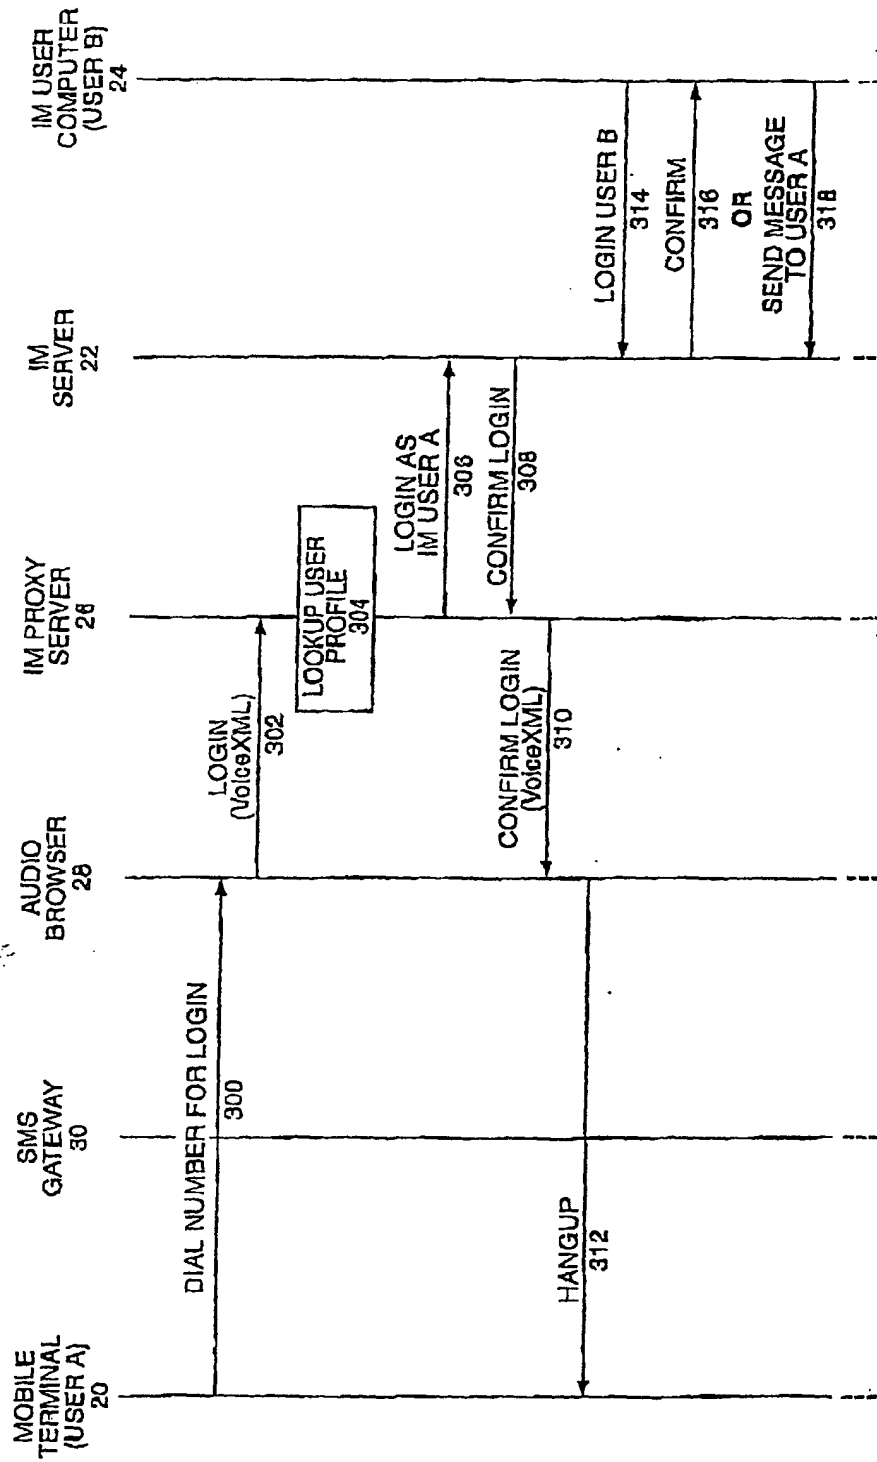 MOBILE
TERMINAL
(USER A)
20
SMS
GATEWAY
30
AUDIO
BROWSER
28
IM PROXY
SERVER
26
IM
SERVER
22
IM USER
COMPUTER
(USER B)
24
DIAL NUMBER FOR LOGIN
300
LOGIN
(VoiceXML)
302
LOOKUP USER
PROFILE
304
LOGIN AS
IM USER A
306
CONFIRM LOGIN
308
CONFIRM LOGIN
(VoiceXML)
310
HANGUP
312
LOGIN USER B
314
CONFIRM
316
OR
SEND MESSAGE
TO USER A
318